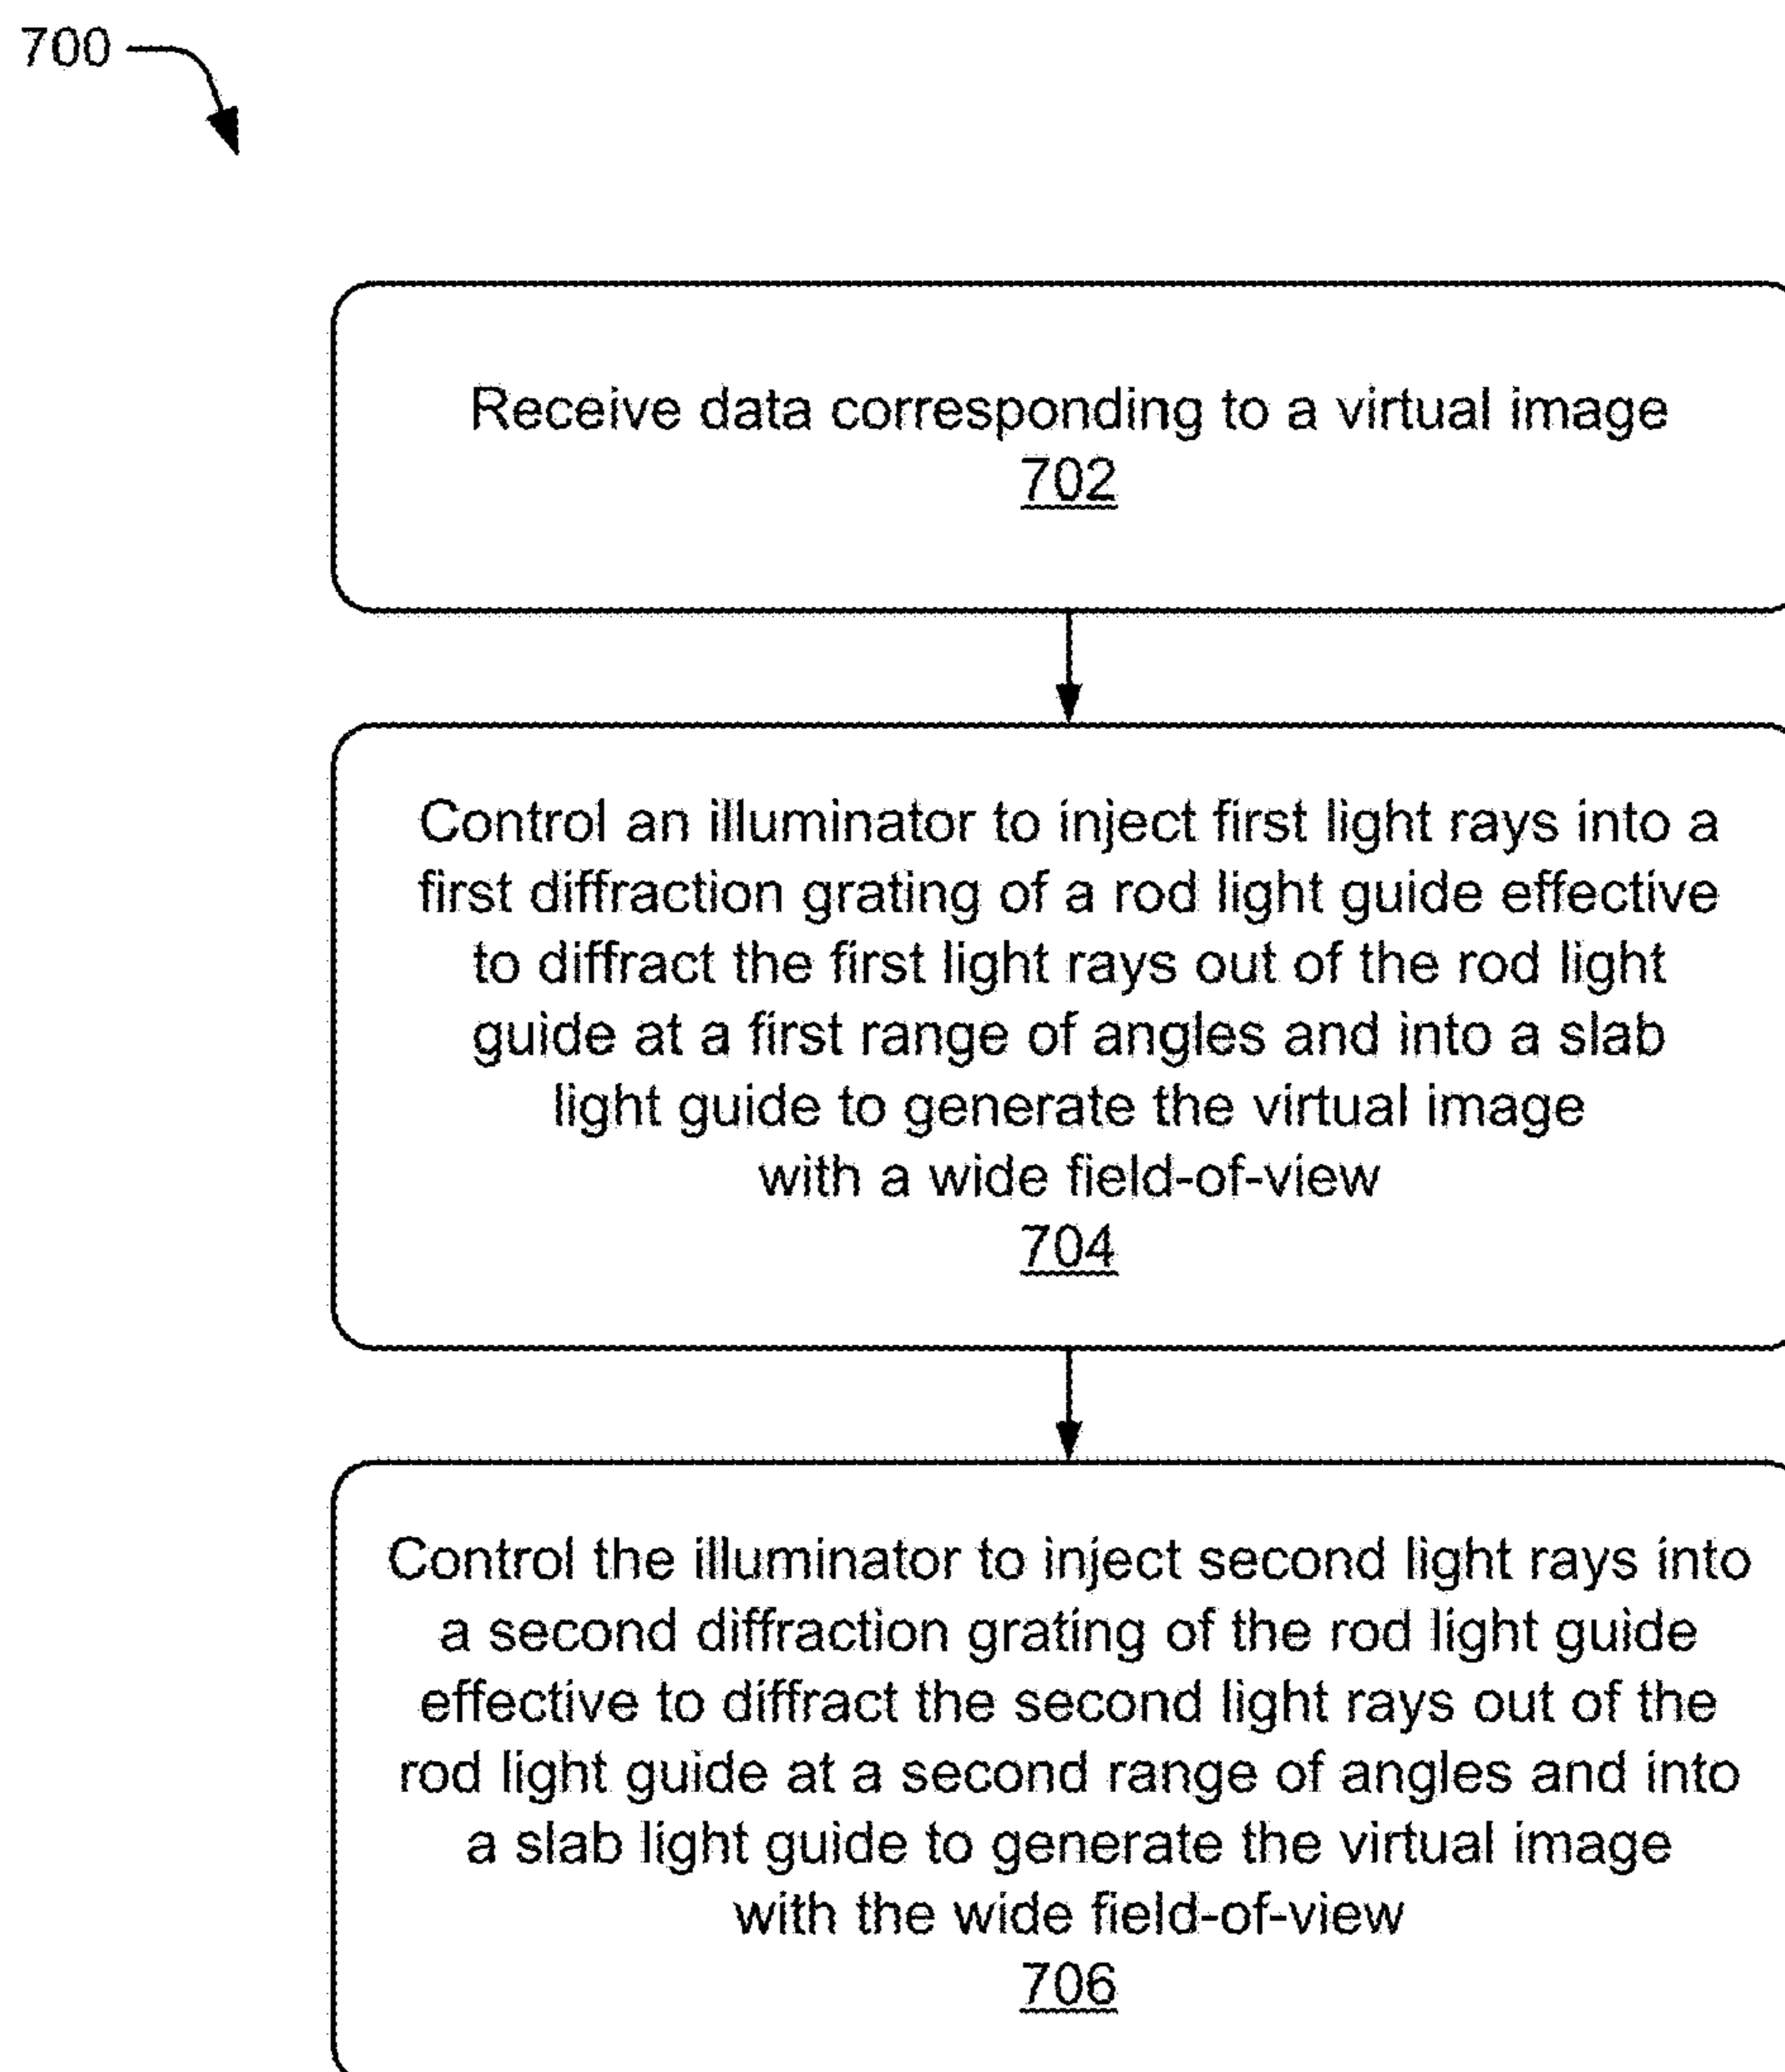 700
Receive data corresponding to a virtual image
702
Control an illuminator to inject first light rays into a
first diffraction grating of a rod light guide effective
to diffract the first light rays out of the rod light
guide at a first range of angles and into a slab
light guide to generate the virtual image
with a wide field-of-view
704
Control the illuminator to inject second light rays into
a second diffraction grating of the rod light guide
effective to diffract the second light rays out of the
rod light guide at a second range of angles and into
a slab light guide to generate the virtual image
with the wide field-of-view
706